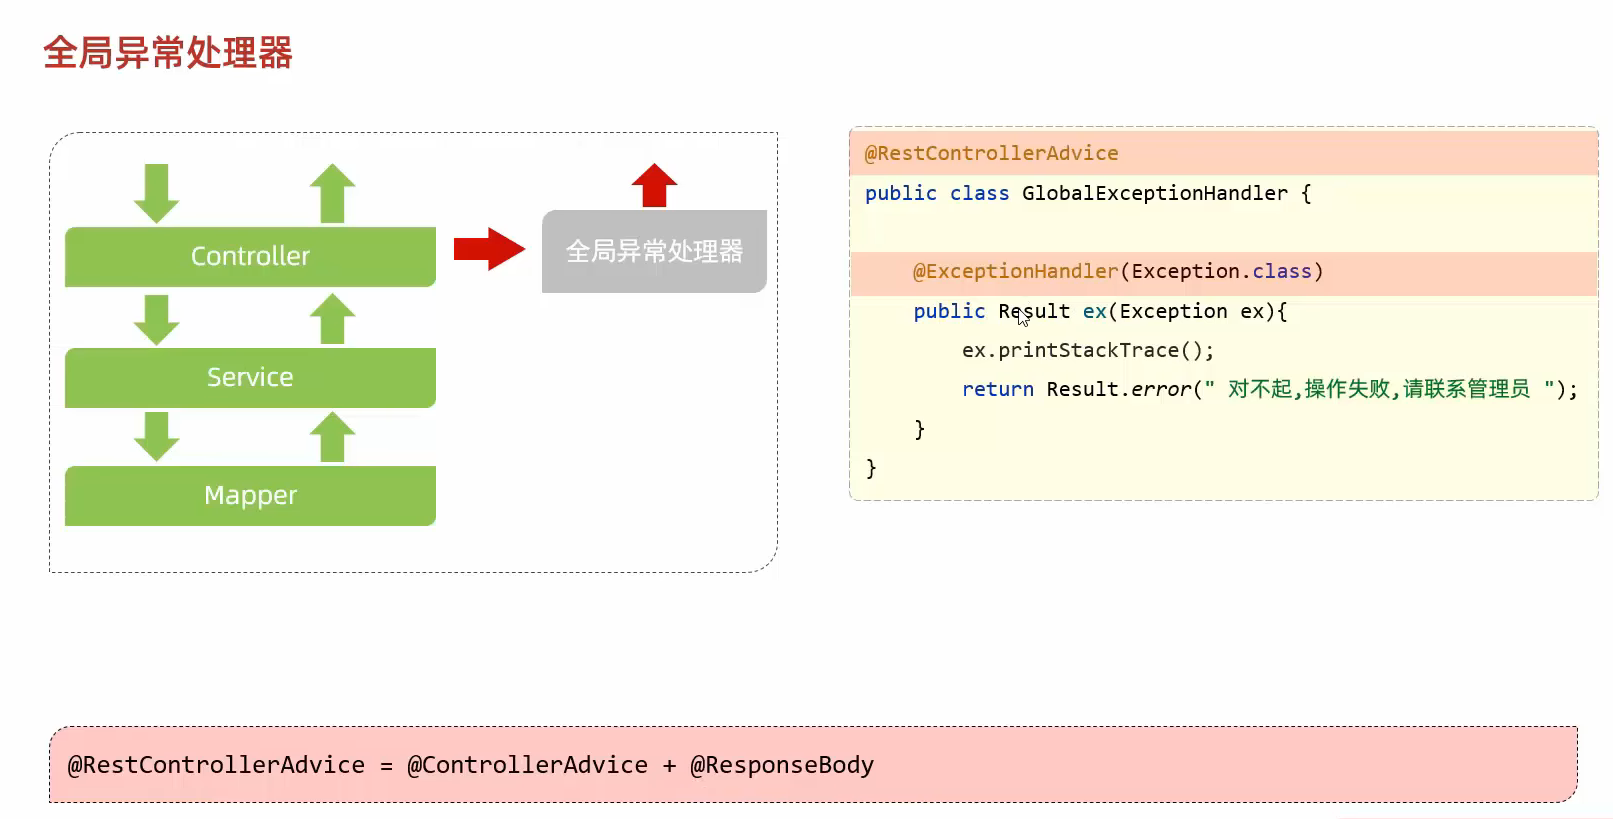 全局异常处理器
Controller
全局异常处理器
Service
Mapper
@RestControllerAdvice
public class GlobalExceptionHandler {
@ExceptionHandler(Exception.class)
public Result ex(Exception ex){
ex.printStackTrace();
return Result.error(" 对不起,操作失败,请联系管理员 ");
}
}
@RestControllerAdvice = @ControllerAdvice + @ResponseBody